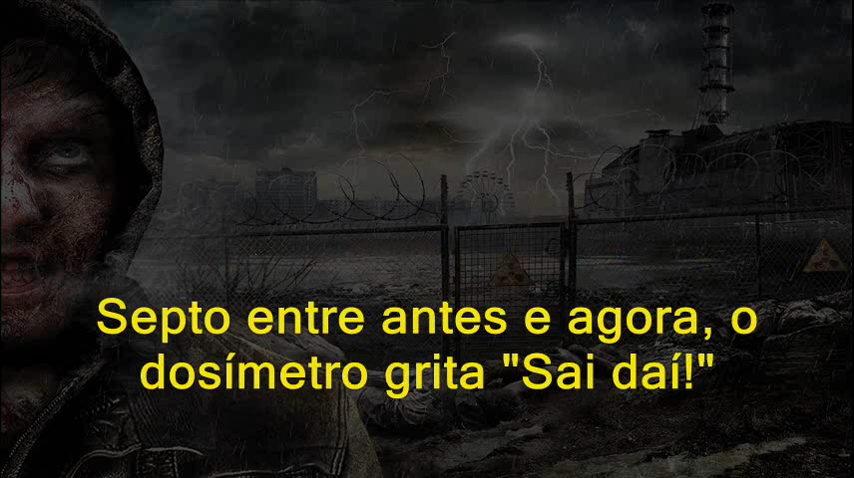 Septo entre antes e agora, o
dosímetro grita "Sai daí!"